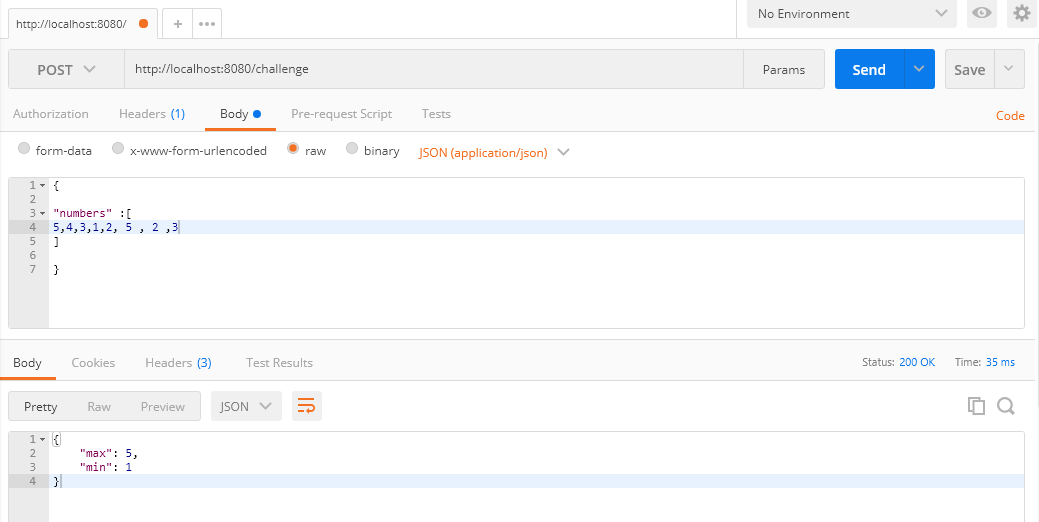 http://localhost:8080/ + ••• No Environment
POST http://localhost:8080/challenge Params Send Save
Authorization Headers (1) Body Pre-request Script Tests Code
form-data x-www-form-urlencoded raw binary JSON (application/json)
1 {
2
3 "numbers" :[
4 5,4,3,1,2, 5 , 2 ,3
5 ]
6
7 }
Body Cookies Headers (3) Test Results Status: 200 OK Time: 35 ms
Pretty Raw Preview JSON
1 {
2 "max": 5,
3 "min": 1
4 }